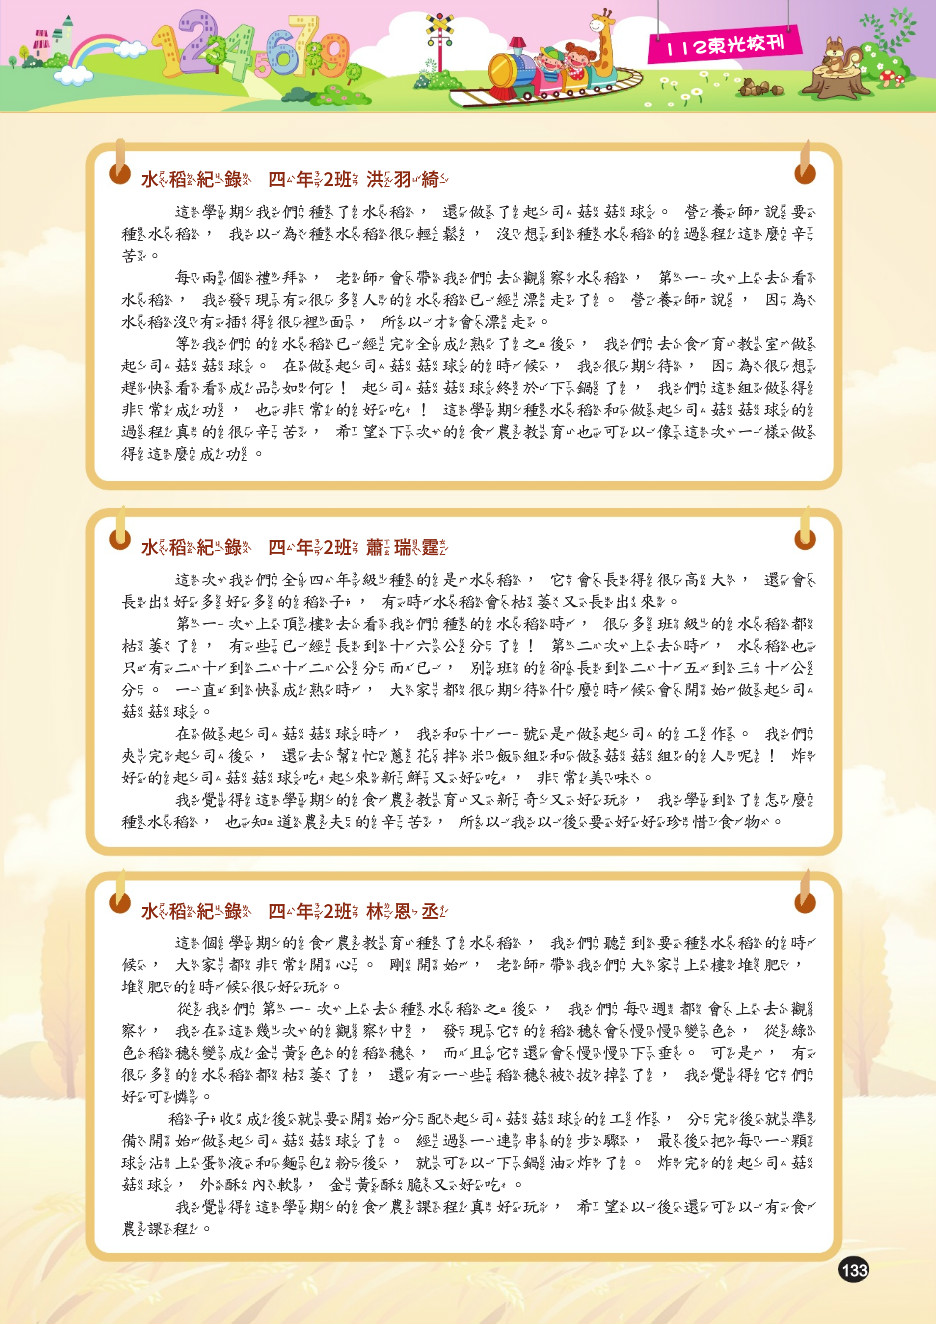 112東光校刊
水稻紀錄 四年2班 洪羽綺
這學期我們種了水稻，還做了起司菇菇球。營養師說要
種水稻，我以為種水稻很輕鬆，沒想到種水稻的過程這麼辛
苦。
每兩個禮拜，老師會帶我們去觀察水稻，第一次上去看
水稻，我發現有很多人的水稻已經漂走了。營養師說，因為
水稻沒有插得很裡面，所以才會漂走。
等我們的水稻已經完全成熟了之後，我們去食育教室做
起司菇菇球。在做起司菇菇球的時候，我很期待，因為很想
趕快看看成品如何！起司菇菇球終於下鍋了，我們這組做得
非常成功，也非常的好吃！這學期種水稻和做起司菇菇球的
過程真的很辛苦，希望下次的食農教育也可以像這次一樣做
得這麼成功。
水稻紀錄 四年2班 蕭瑞霆
這次我們全四年級種的是水稻，它會長得很高大，還會
長出好多好多的稻子，有時水稻會枯萎又長出來。
第一次上頂樓去看我們種的水稻時，很多班級的水稻都
枯萎了，有些已經長到十六公分了！第二次上去時，水稻也
只有二十到二十二公分而已，別班的卻長到二十五到三十公
分。一直到快成熟時，大家都很期待什麼時候會開始做起司
菇菇球。
在做起司菇菇球時，我和十一號是做起司的工作。我們
夾完起司後，還去幫忙蔥花拌米飯組和做菇菇組的人呢！炸
好的起司菇菇球吃起來新鮮又好吃，非常美味。
我覺得這學期的食農教育又新奇又好玩，我學到了怎麼
種水稻，也知道農夫的辛苦，所以我以後要好好珍惜食物。
水稻紀錄 四年2班 林恩丞
這個學期的食農教育種了水稻，我們聽到要種水稻的時
候，大家都非常開心。剛開始，老師帶我們大家上樓堆肥，
堆肥的時候很好玩。
從我們第一次上去種水稻之後，我們每週都會上去觀
察，我在這幾次的觀察中，發現它的稻穗會慢慢變色，從綠
色稻穗變成金黃色的稻穗，而且它還會慢慢下垂。可是，有
很多的水稻都枯萎了，還有一些稻穗被拔掉了，我覺得它們
好可憐。
稻子收成後就要開始分配起司菇菇球的工作，分完後就準
備開始做起司菇菇球了。經過一連串的步驟，最後把每一顆
球沾上蛋液和麵包粉後，就可以下鍋油炸了。炸完的起司菇
菇球，外酥內軟，金黃酥脆又好吃。
我覺得這學期的食農課程真好玩，希望以後還可以有食
農課程。
133